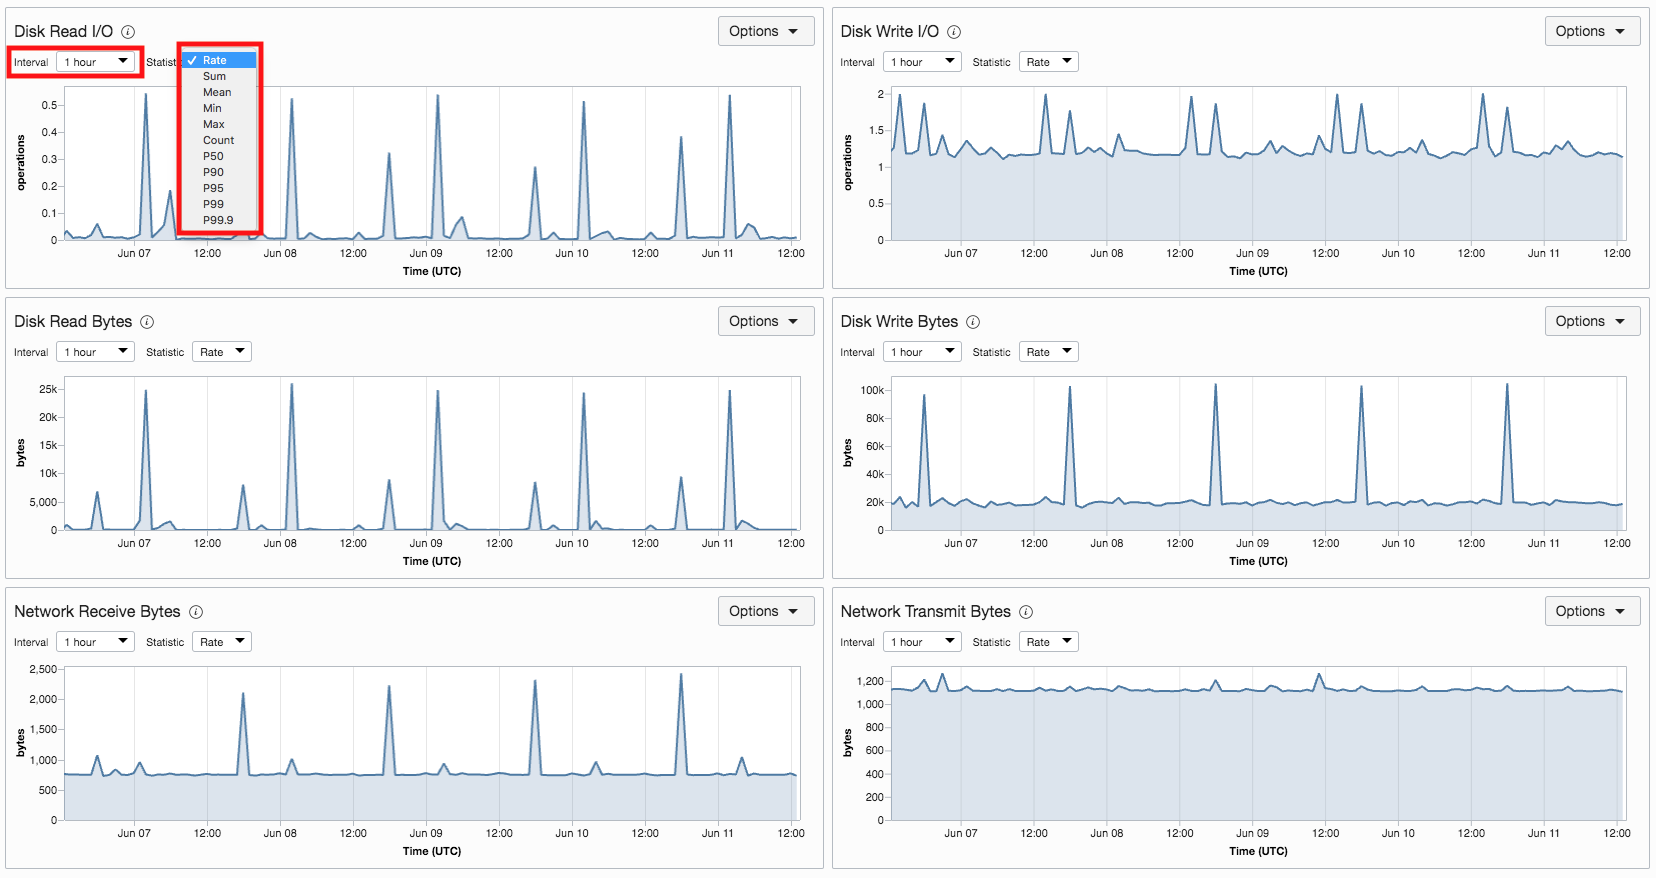 Disk Read I/O
Options
Interval 1 hour Statistic
Rate
Sum
Mean
Min
Max
Count
P50
P90
P95
P99
P99.9
0.5
0.4
0.3
0.2
0.1
0
operations
Jun 07 12:00 Jun 08 12:00 Jun 09 12:00 Jun 10 12:00 Jun 11 12:00
Time (UTC)
Disk Write I/O
Options
Interval 1 hour Statistic Rate
2
1.5
1
0.5
0
operations
Jun 07 12:00 Jun 08 12:00 Jun 09 12:00 Jun 10 12:00 Jun 11 12:00
Time (UTC)
Disk Read Bytes
Options
Interval 1 hour Statistic Rate
25k
20k
15k
10k
5,000
0
bytes
Jun 07 12:00 Jun 08 12:00 Jun 09 12:00 Jun 10 12:00 Jun 11 12:00
Time (UTC)
Disk Write Bytes
Options
Interval 1 hour Statistic Rate
100k
80k
60k
40k
20k
0
bytes
Jun 07 12:00 Jun 08 12:00 Jun 09 12:00 Jun 10 12:00 Jun 11 12:00
Time (UTC)
Network Receive Bytes
Options
Interval 1 hour Statistic Rate
2,500
2,000
1,500
1,000
500
0
bytes
Jun 07 12:00 Jun 08 12:00 Jun 09 12:00 Jun 10 12:00 Jun 11 12:00
Time (UTC)
Network Transmit Bytes
Options
Interval 1 hour Statistic Rate
1,200
1,000
800
600
400
200
0
bytes
Jun 07 12:00 Jun 08 12:00 Jun 09 12:00 Jun 10 12:00 Jun 11 12:00
Time (UTC)